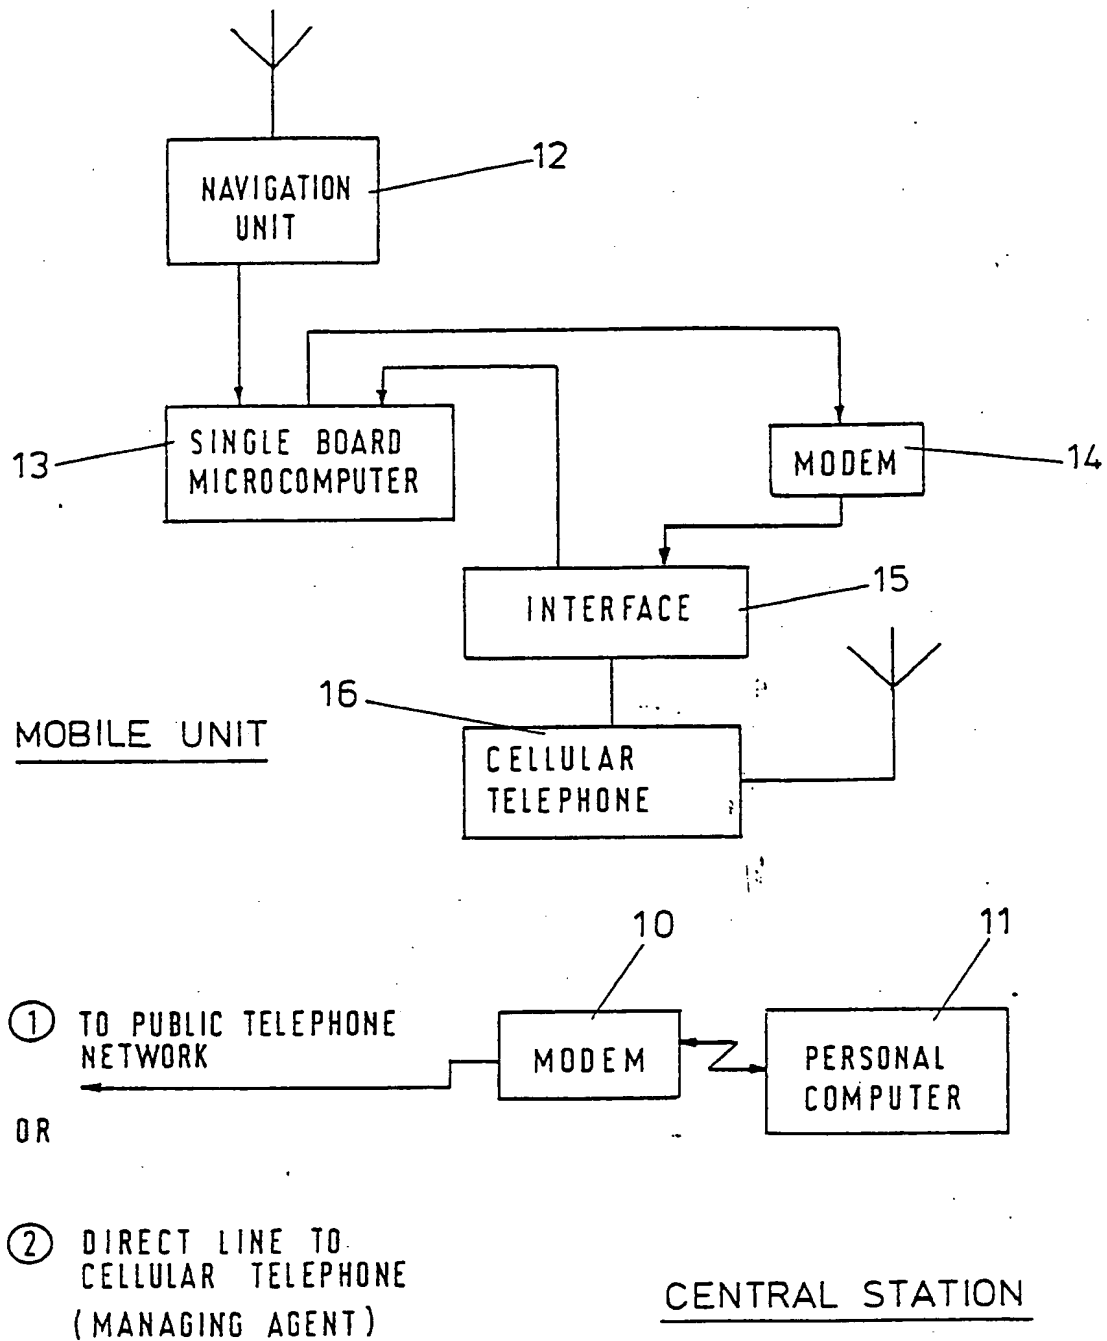 12
NAVIGATION
UNIT
13
SINGLE BOARD
MICROCOMPUTER
MODEM
14
INTERFACE
15
16
MOBILE UNIT
CELLULAR
TELEPHONE
10
11
① TO PUBLIC TELEPHONE
NETWORK
MODEM
PERSONAL
COMPUTER
OR
② DIRECT LINE TO
CELLULAR TELEPHONE
(MANAGING AGENT)
CENTRAL STATION